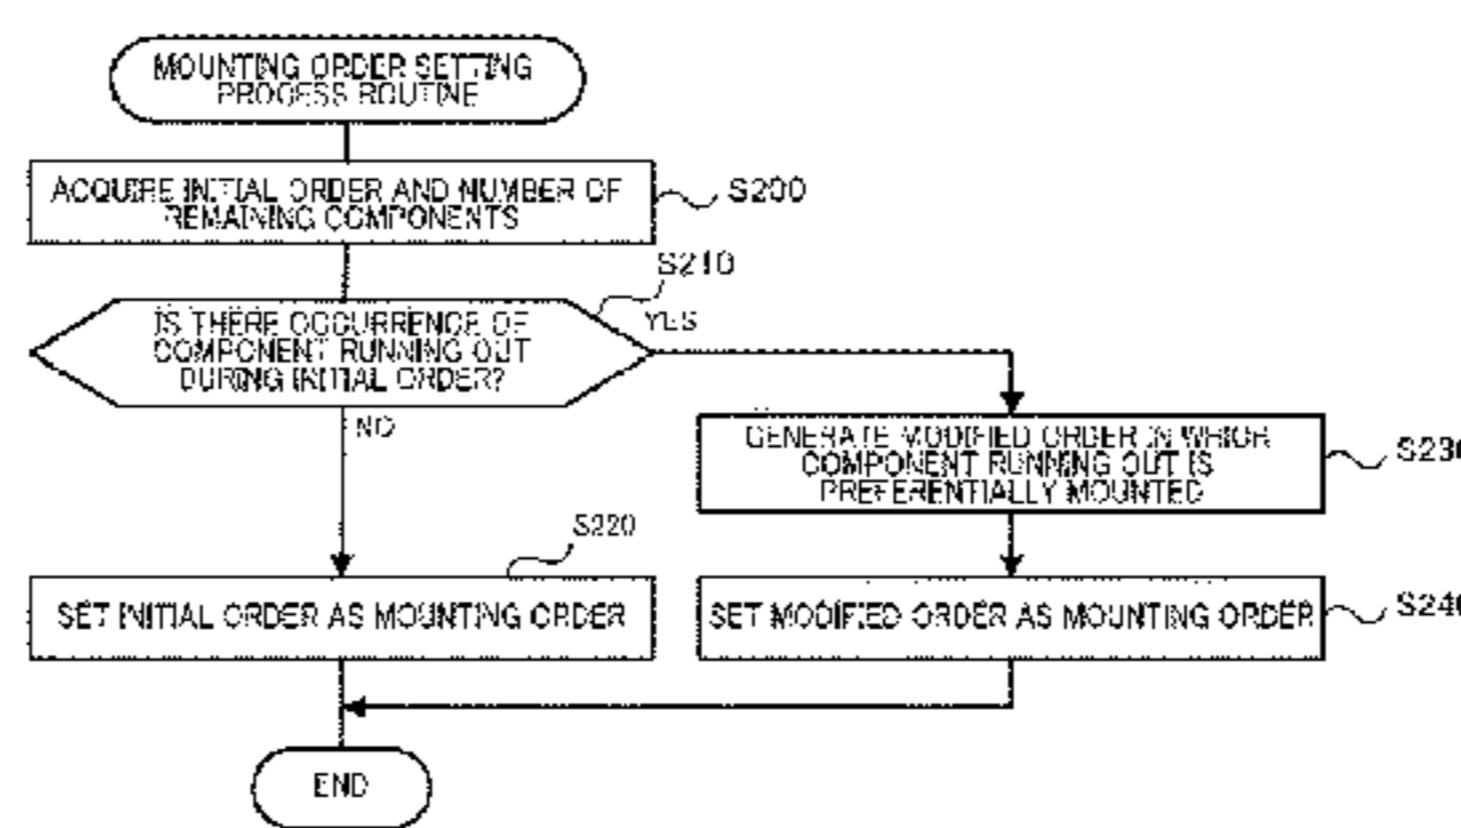 MOUNTING ORDER SETTING
PROCESS ROUTINE
ACQUIRE INITIAL ORDER AND NUMBER OF
REMAINING COMPONENTS
S200
S210
IS THERE OCCURRENCE OF
COMPONENT RUNNING OUT
DURING INITIAL ORDER?
YES
NO
GENERATE MODIFIED ORDER IN WHICH
COMPONENT RUNNING OUT IS
PREFERENTIALLY MOUNTED
S230
S220
SET INITIAL ORDER AS MOUNTING ORDER
SET MODIFIED ORDER AS MOUNTING ORDER
S240
END